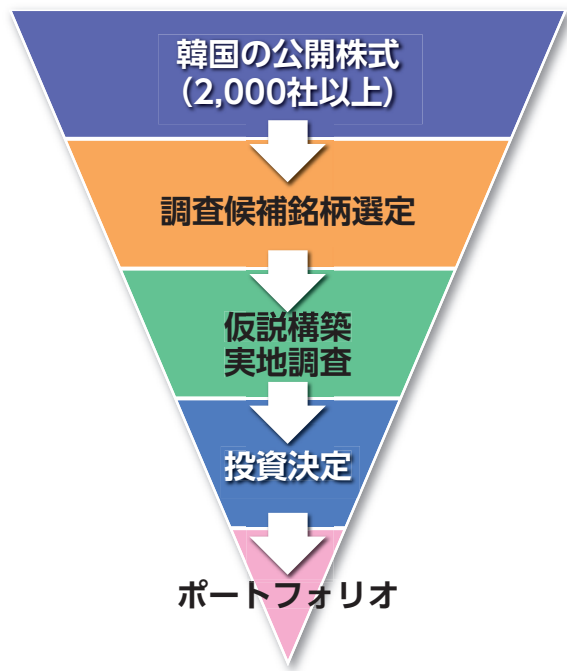 韓国の公開株式
（2,000社以上）
調査候補銘柄選定
仮説構築
実地調査
投資決定
ポートフォリオ